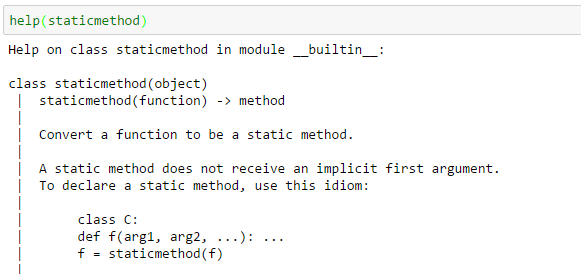 help(staticmethod)
Help on class staticmethod in module __builtin__:
class staticmethod(object)
 |  staticmethod(function) -> method
 |
 |  Convert a function to be a static method.
 |
 |  A static method does not receive an implicit first argument.
 |  To declare a static method, use this idiom:
 |
 |       class C:
 |       def f(arg1, arg2, ...): ...
 |       f = staticmethod(f)
 |